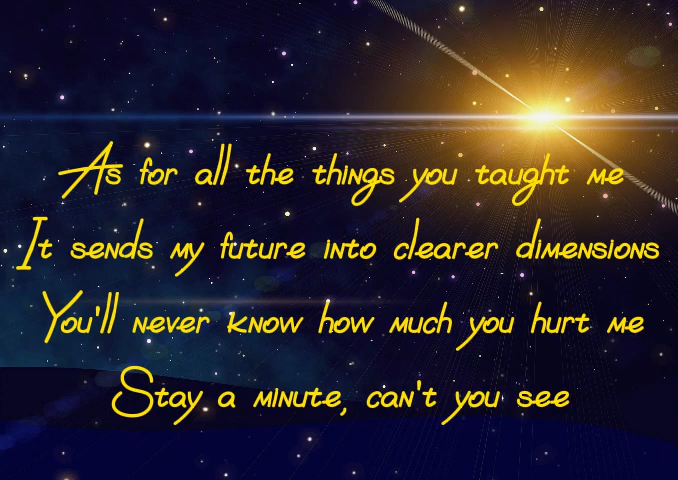 As for all the things you taught me
It sends my future into clearer dimensions
You'll never know how much you hurt me
Stay a minute, can't you see